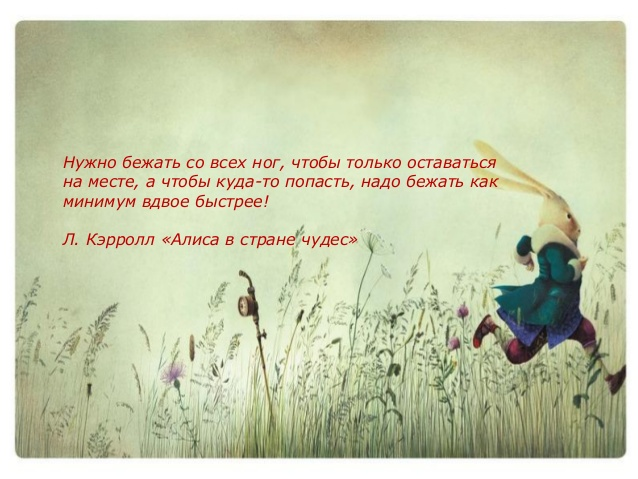 Нужно бежать со всех ног, чтобы только оставаться
на месте, а чтобы куда-то попасть, надо бежать как
минимум вдвое быстрее!
Л. Кэрролл «Алиса в стране чудес»